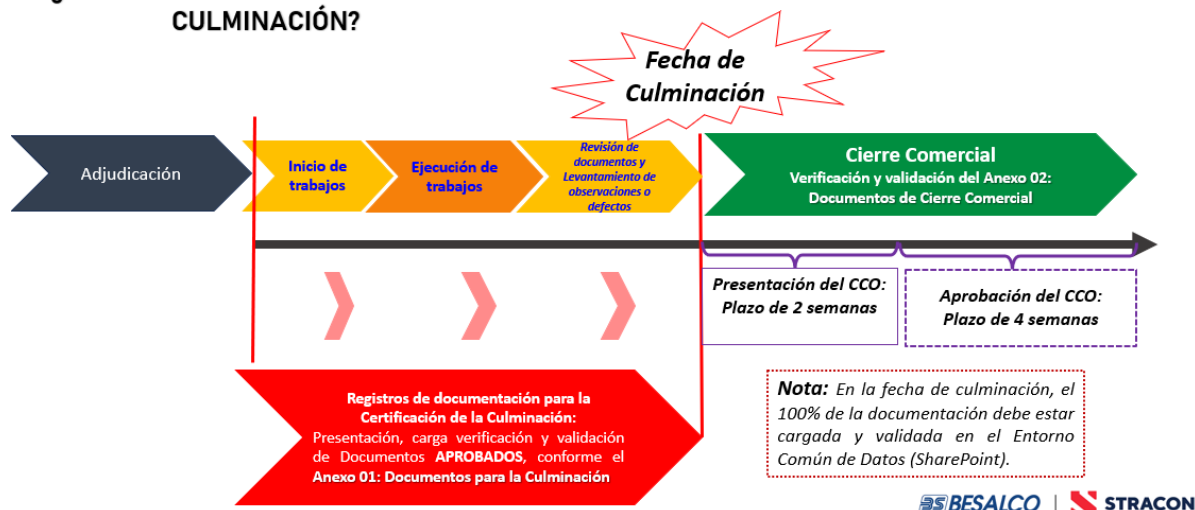 CULMINACIÓN?
Fecha de
Culminación
Adjudicación
Inicio de
trabajos
Ejecución de
trabajos
Revisión de
documentos y
Levantamiento de
observaciones o
defectos
Cierre Comercial
Verificación y validación del Anexo 02:
Documentos de Cierre Comercial
Presentación del CCO:
Plazo de 2 semanas
Aprobación del CCO:
Plazo de 4 semanas
Registros de documentación para la
Certificación de la Culminación:
Presentación, carga verificación y validación
de Documentos APROBADOS, conforme el
Anexo 01: Documentos para la Culminación
Nota: En la fecha de culminación, el
100% de la documentación debe estar
cargada y validada en el Entorno
Común de Datos (SharePoint).
BESALCO | STRACON